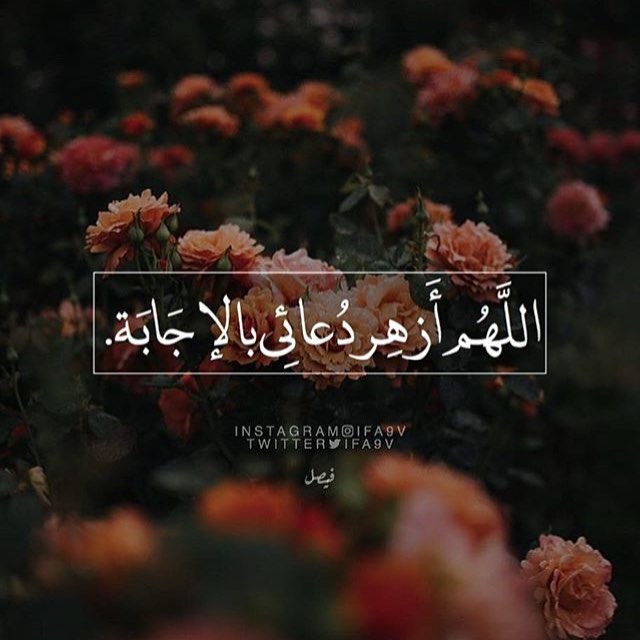 اللَّهُم أَزهِر دُعائِي بالإجَابَة.
INSTAGRAM IFA9V
TWITTER IFA9V
فيصل